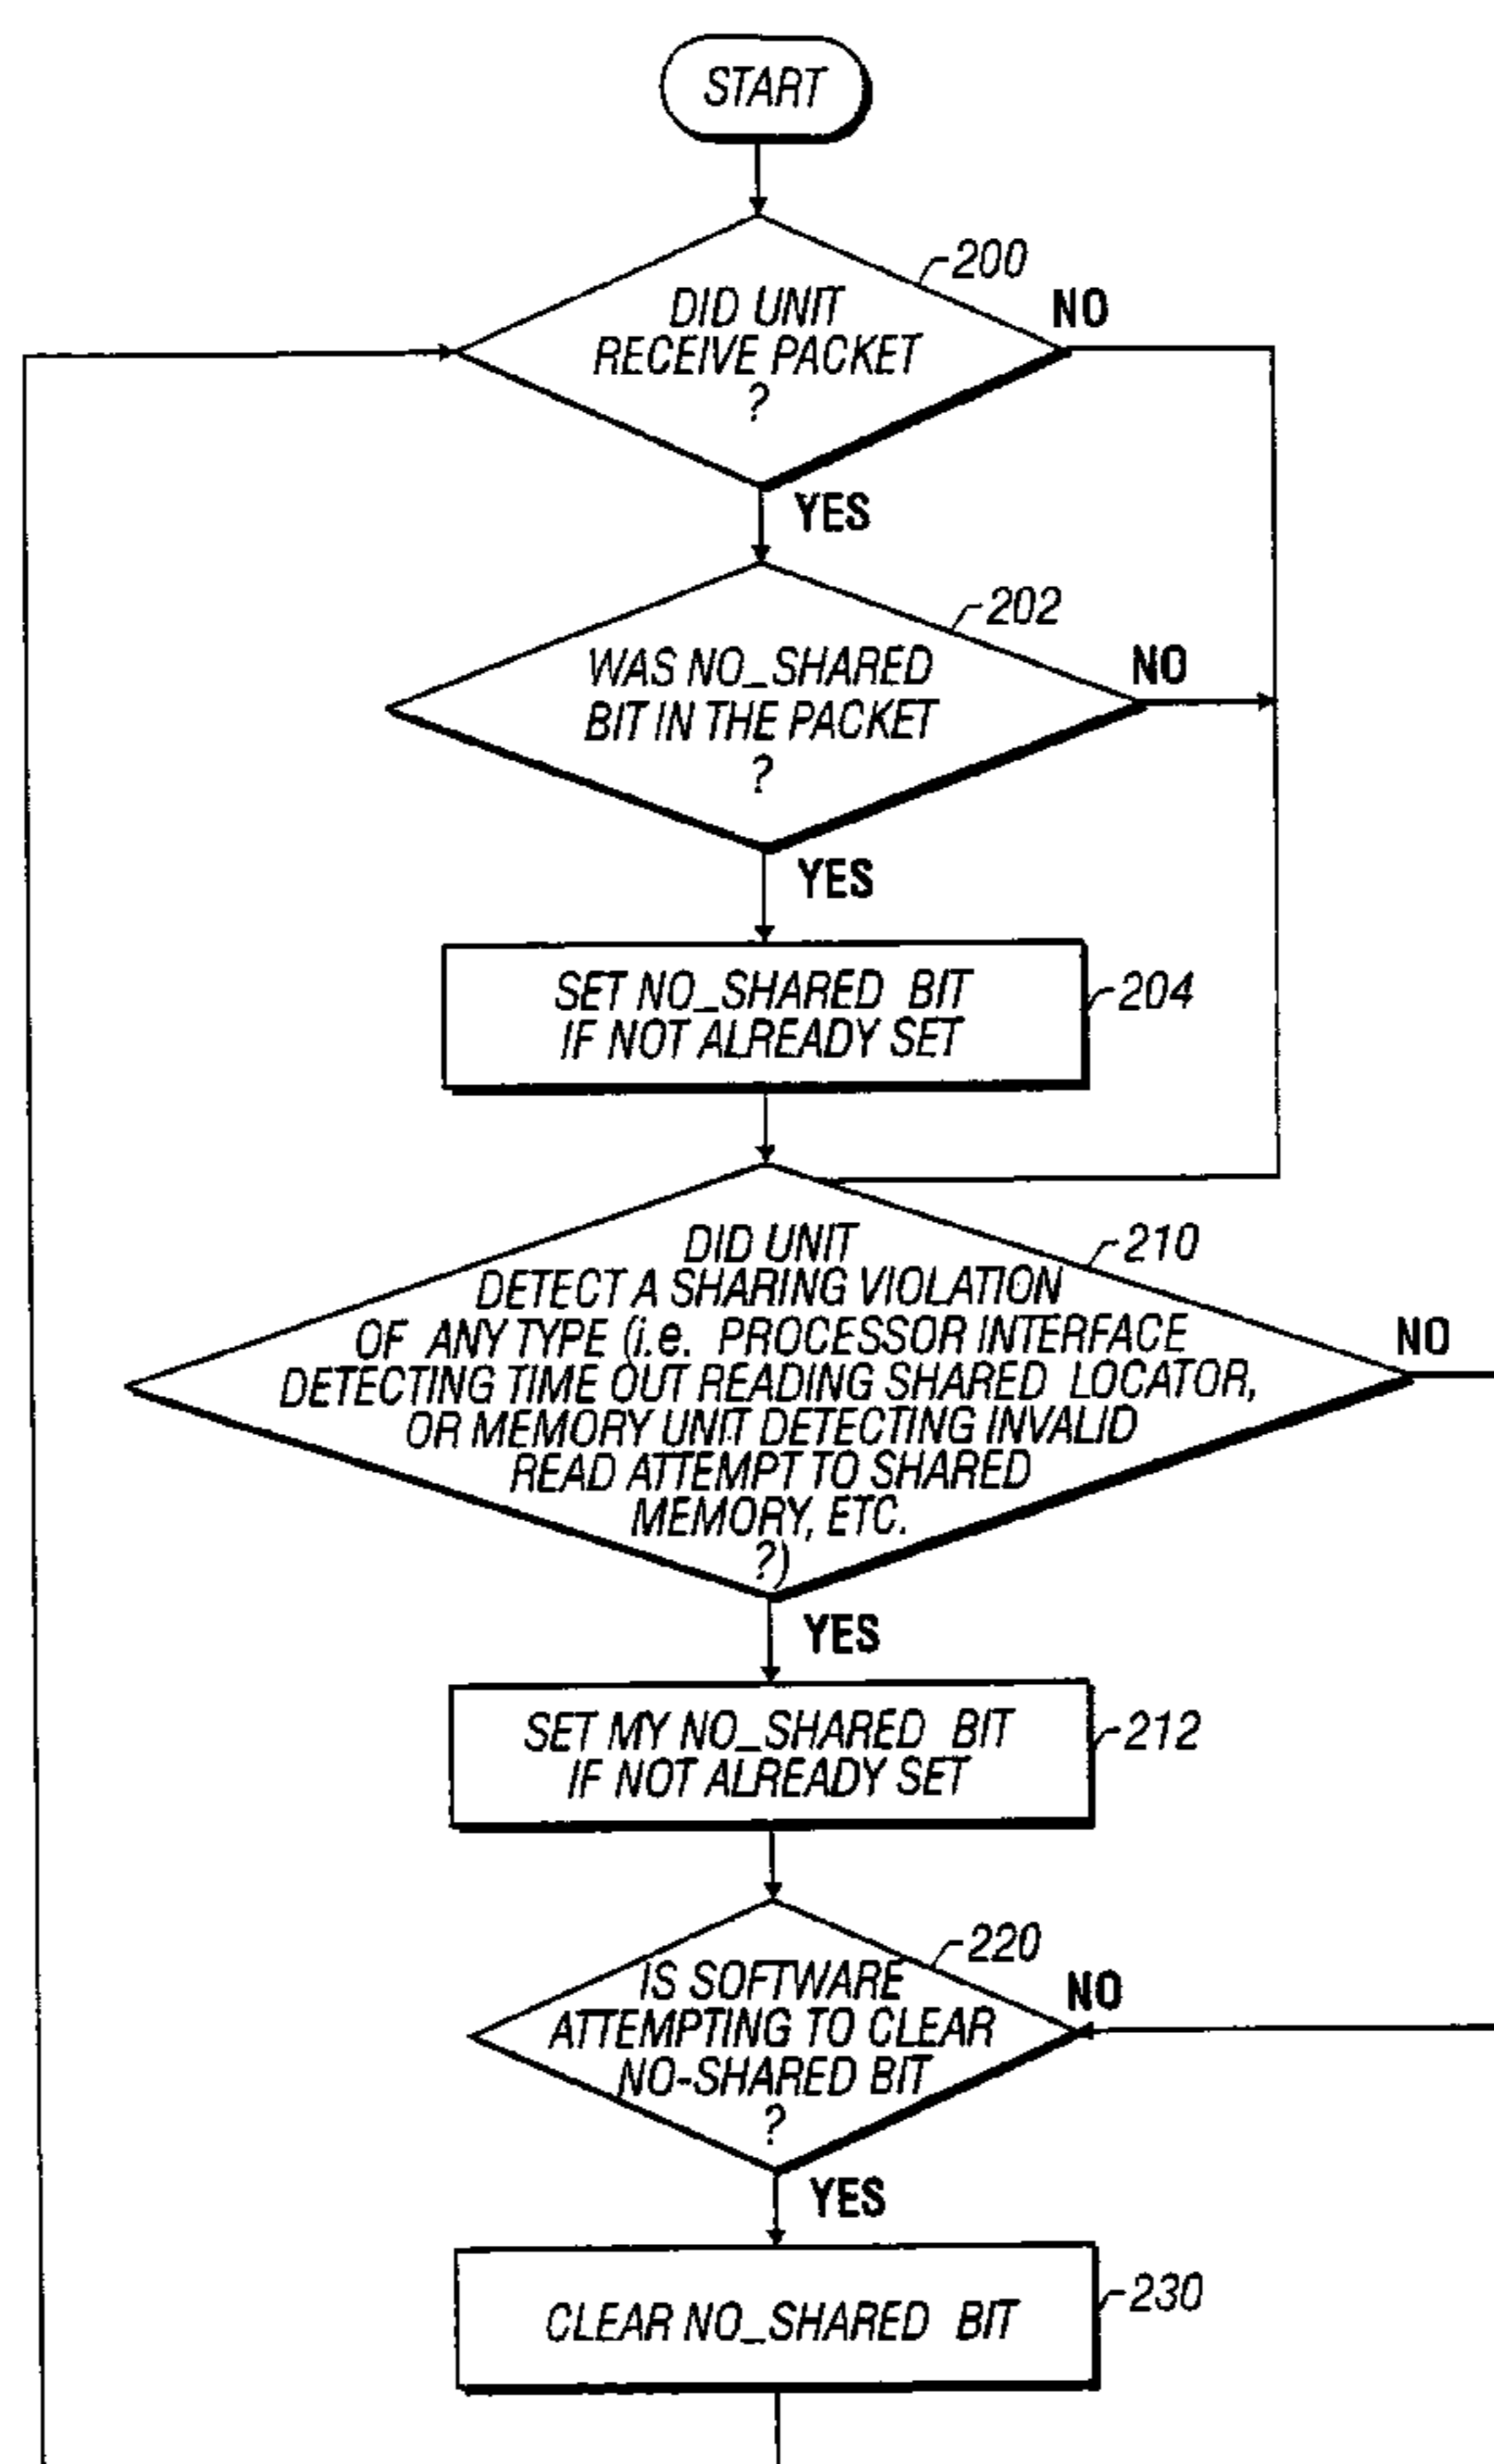 START
200
NO
DID UNIT
RECEIVE PACKET
?
YES
202
NO
WAS NO_SHARED
BIT IN THE PACKET
?
YES
SET NO_SHARED BIT
IF NOT ALREADY SET
204
210
DID UNIT
DETECT A SHARING VIOLATION
OF ANY TYPE (i.e. PROCESSOR INTERFACE
DETECTING TIME OUT READING SHARED LOCATOR,
OR MEMORY UNIT DETECTING INVALID
READ ATTEMPT TO SHARED
MEMORY, ETC.
?)
NO
YES
SET MY NO_SHARED BIT
IF NOT ALREADY SET
212
220
NO
IS SOFTWARE
ATTEMPTING TO CLEAR
NO-SHARED BIT
?
YES
CLEAR NO_SHARED BIT
230